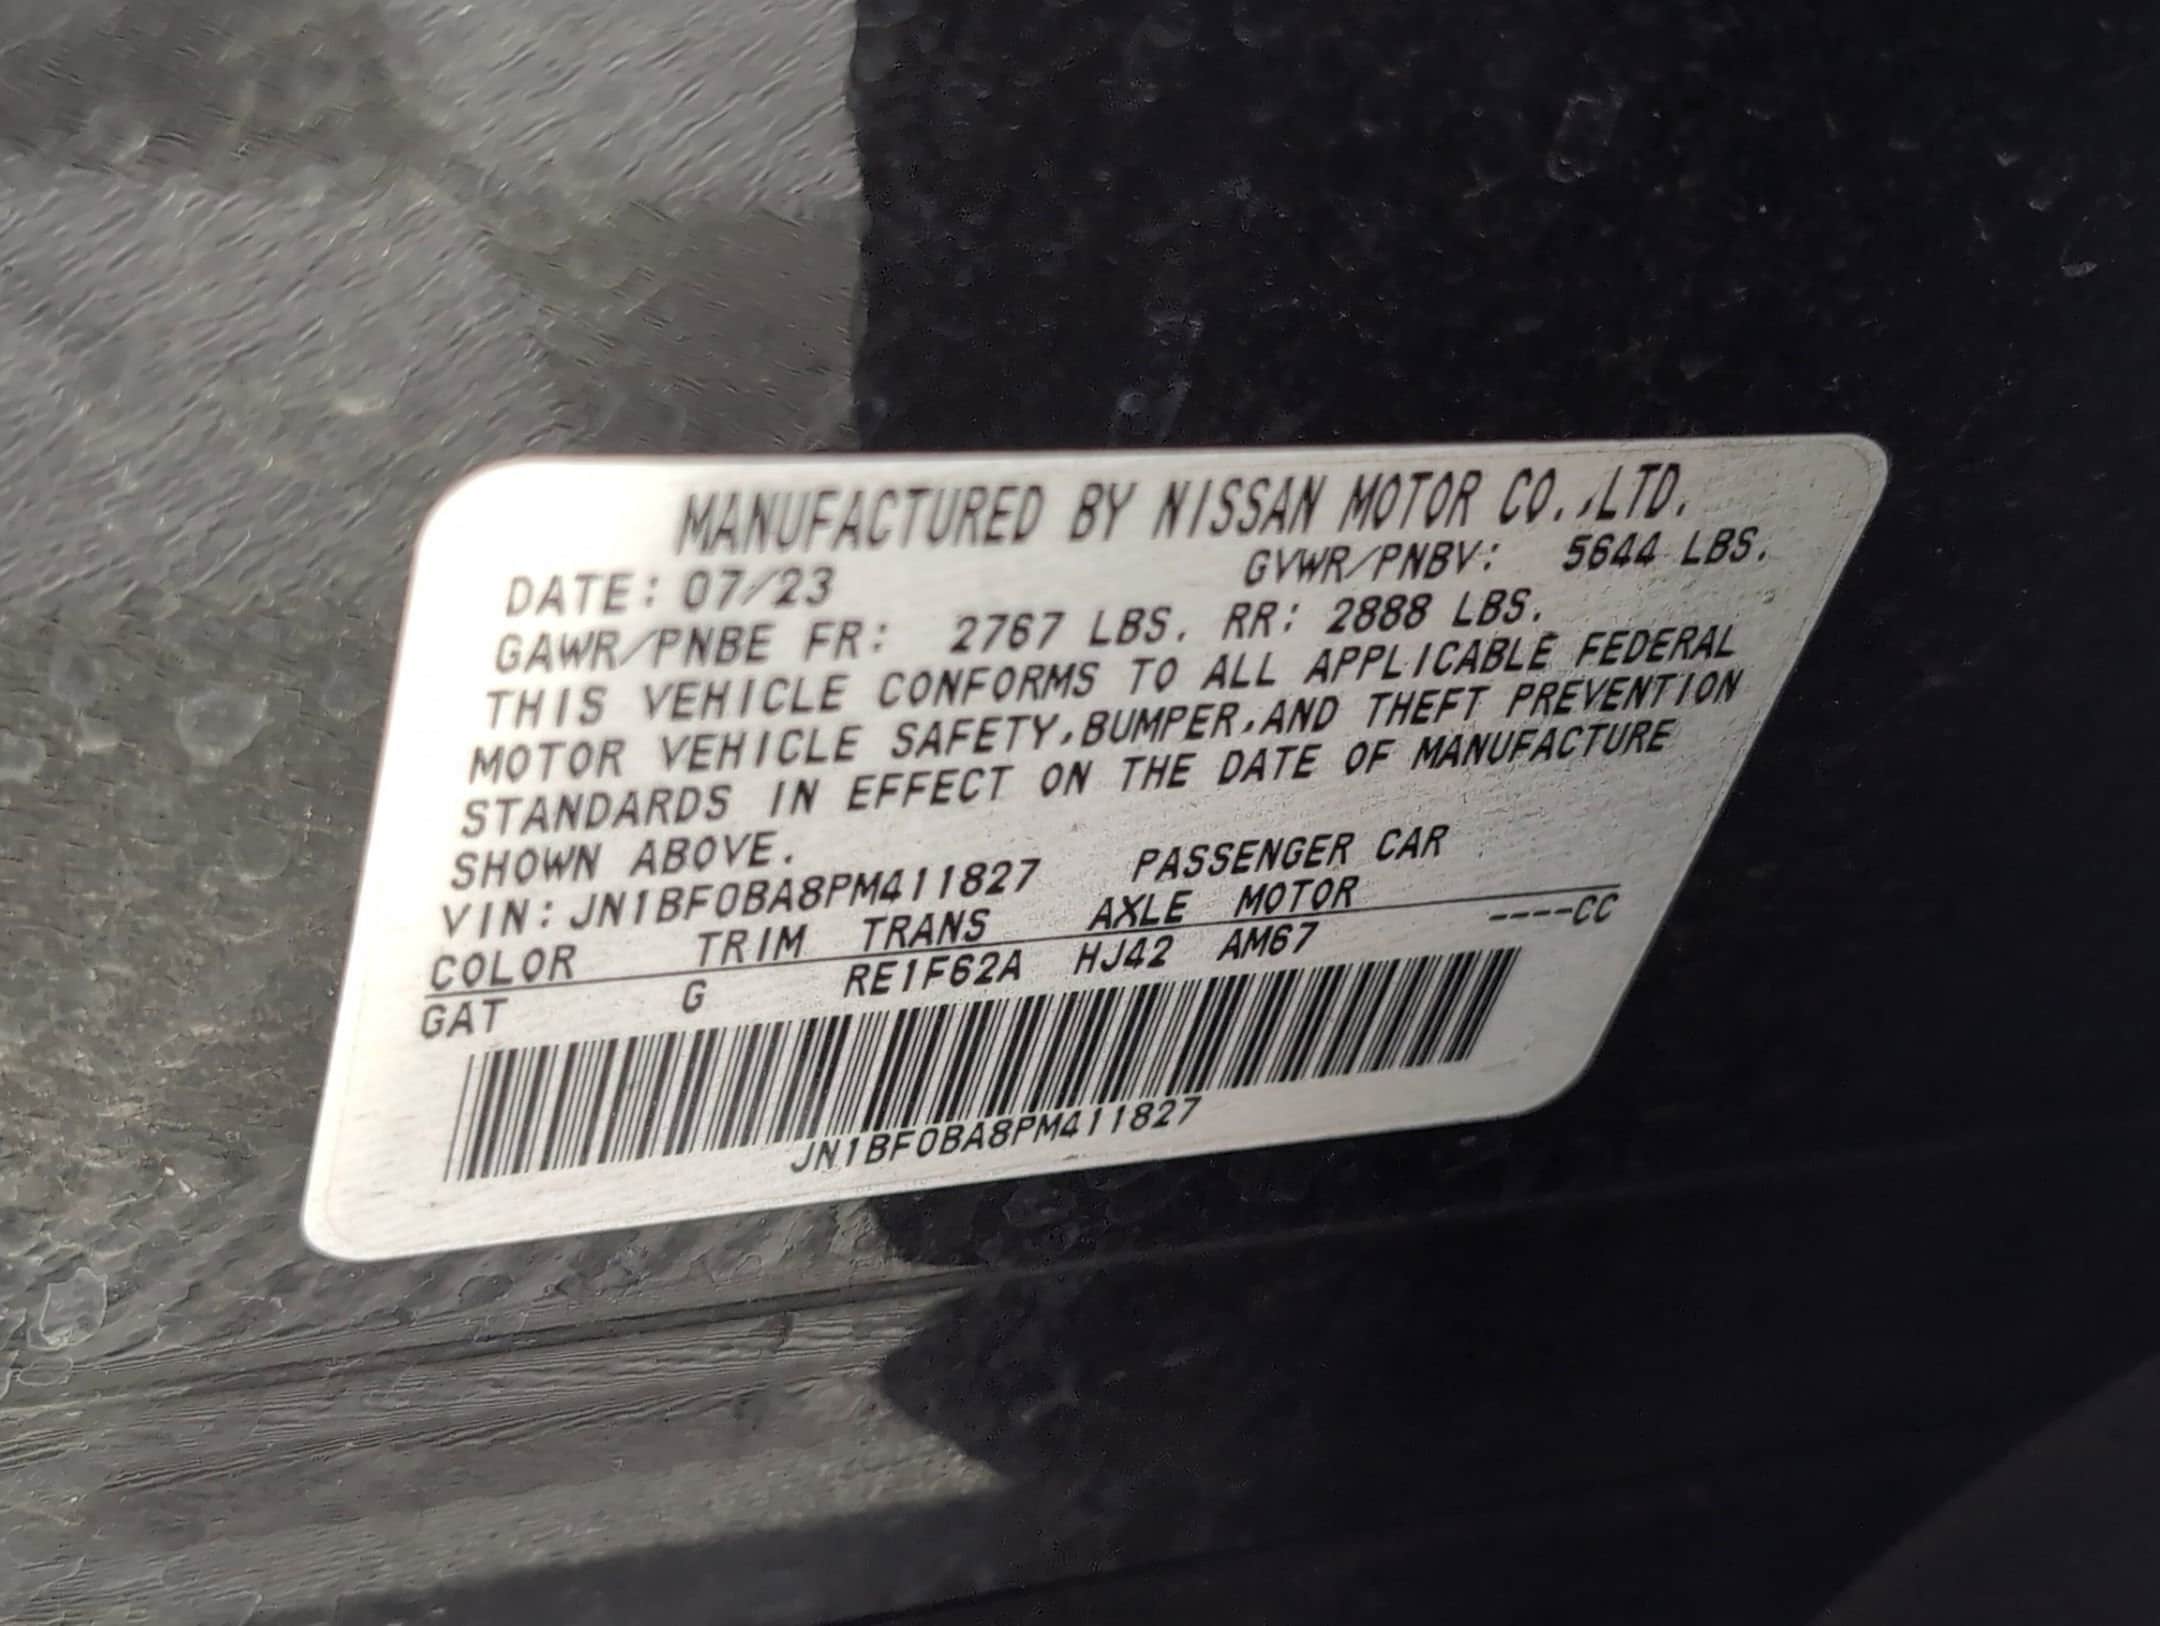 MANUFACTURED BY NISSAN MOTOR CO.,LTD.
DATE: 07/23 GVWR/PNBV: 5644 LBS.
GAWR/PNBE FR: 2767 LBS. RR: 2888 LBS.
THIS VEHICLE CONFORMS TO ALL APPLICABLE FEDERAL
MOTOR VEHICLE SAFETY,BUMPER,AND THEFT PREVENTION
STANDARDS IN EFFECT ON THE DATE OF MANUFACTURE
SHOWN ABOVE.
VIN: JN1BF0BA8PM411827 PASSENGER CAR
COLOR TRIM TRANS AXLE MOTOR
GAT G RE1F62A HJ42 AM67 ----CC
JN1BF0BA8PM411827